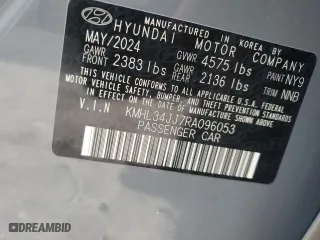 MANUFACTURED IN KOREA BY
HYUNDAI MOTOR COMPANY
MAY/2024 GVWR 4575 lbs PAINT NY9
GAWR FRONT 2383 lbs GAWR REAR 2136 lbs TRIM NNB
THIS VEHICLE CONFORMS TO ALL APPLICABLE U.S. FEDERAL MOTOR VEHICLE SAFETY, BUMPER, AND THEFT PREVENTION STANDARDS IN EFFECT ON THE DATE OF MANUFACTURE SHOWN ABOVE.
V.I.N KMHL34JJ7RA096053
PASSENGER CAR
© DREAMBID